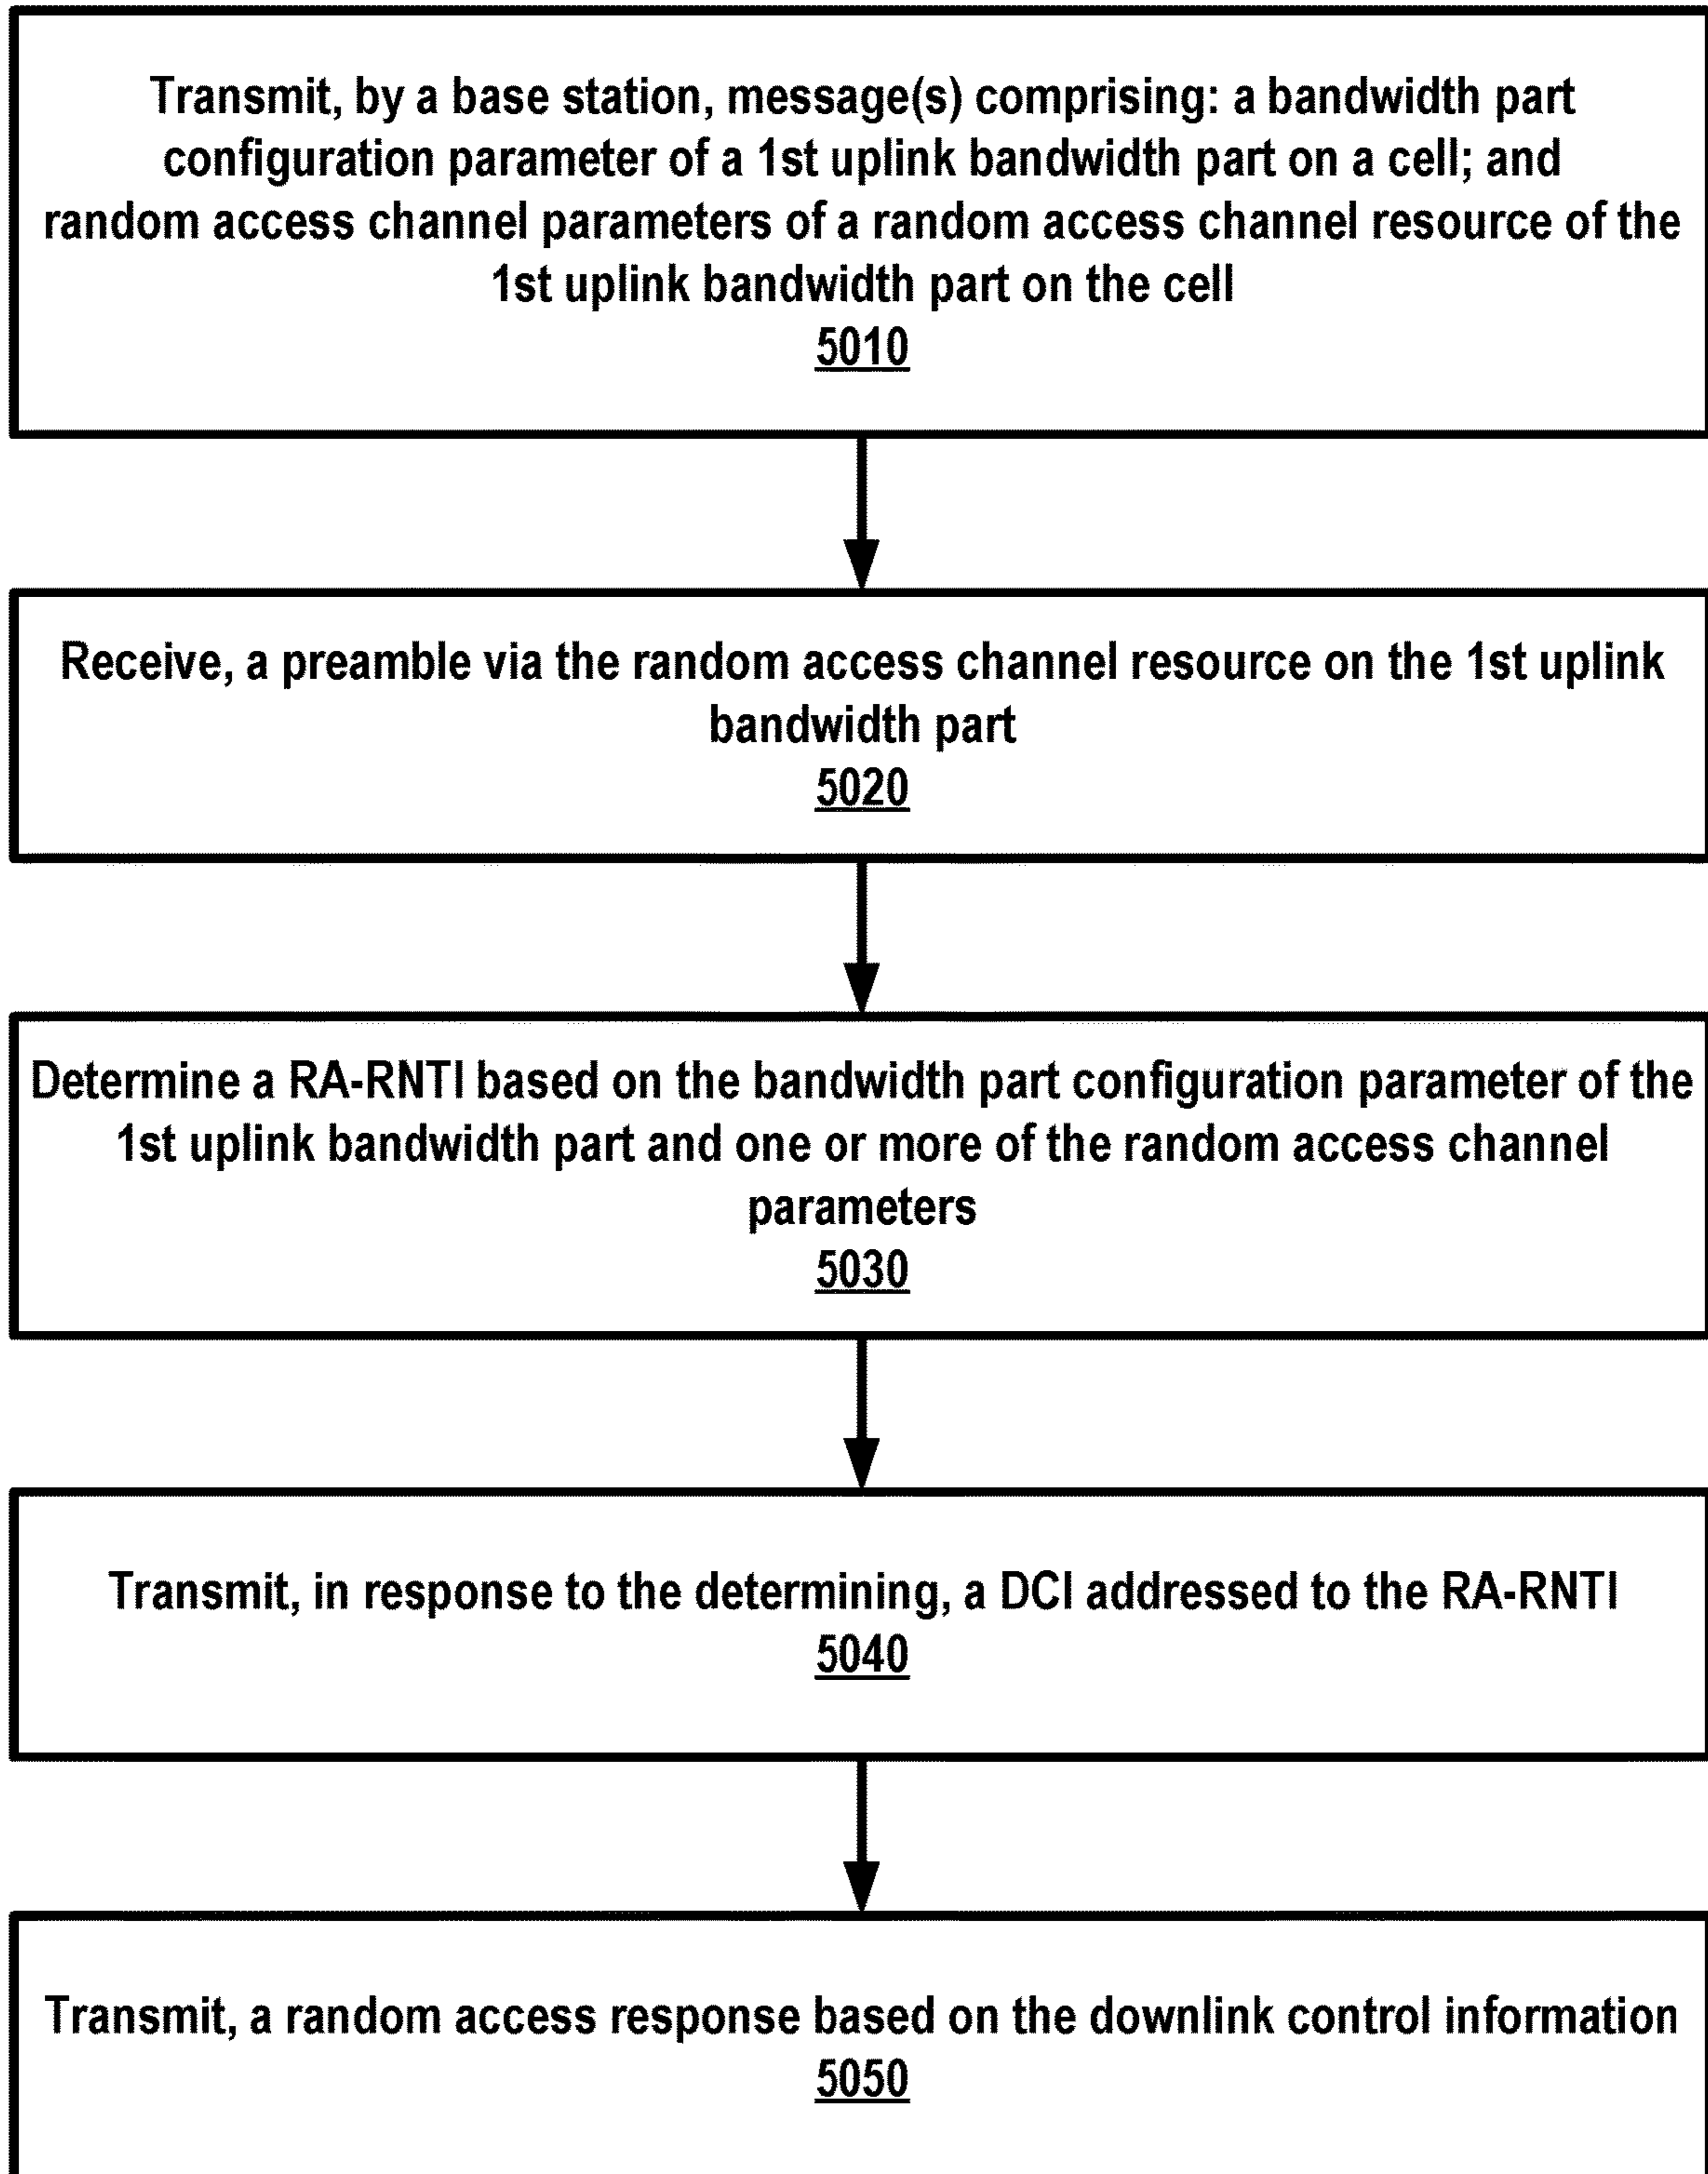 Transmit, by a base station, message(s) comprising: a bandwidth part
configuration parameter of a 1st uplink bandwidth part on a cell; and
random access channel parameters of a random access channel resource of the
1st uplink bandwidth part on the cell
5010
Receive, a preamble via the random access channel resource on the 1st uplink
bandwidth part
5020
Determine a RA-RNTI based on the bandwidth part configuration parameter of the
1st uplink bandwidth part and one or more of the random access channel
parameters
5030
Transmit, in response to the determining, a DCI addressed to the RA-RNTI
5040
Transmit, a random access response based on the downlink control information
5050